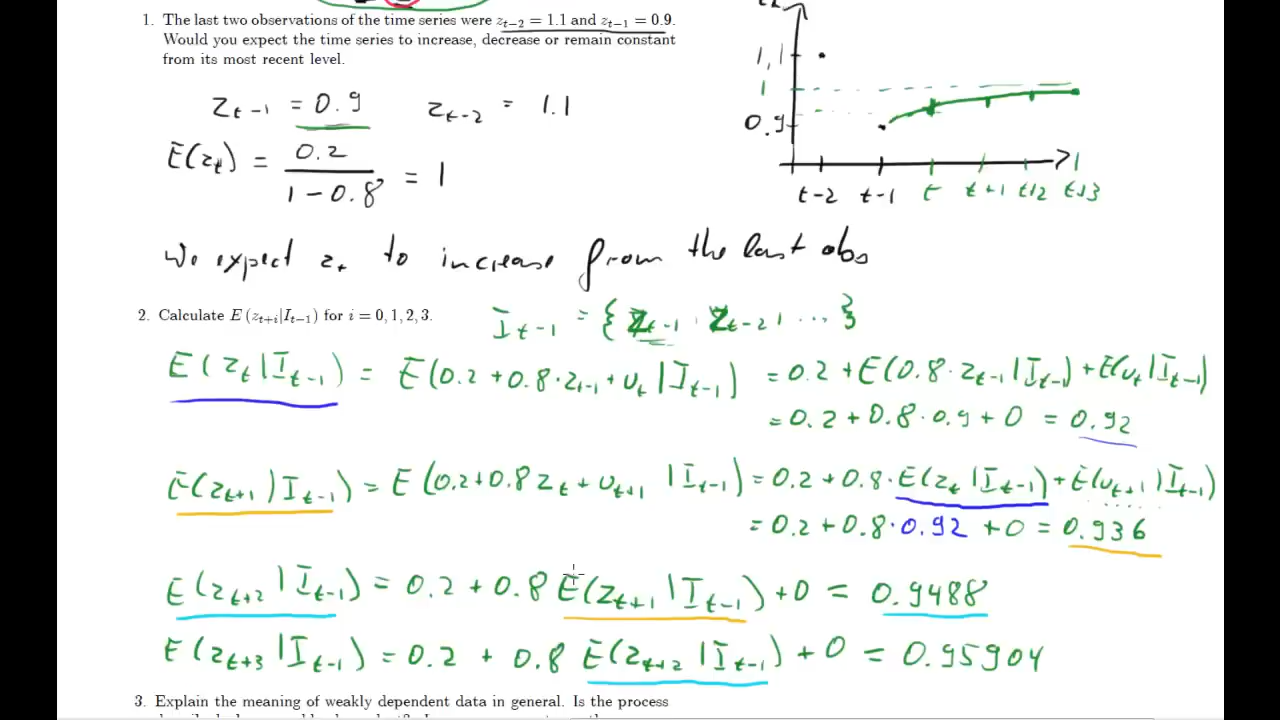 1. The last two observations of the time series were z_{t−2} = 1.1 and z_{t−1} = 0.9.
Would you expect the time series to increase, decrease or remain constant
from its most recent level.
z_{t-1} = 0.9 z_{t-2} = 1.1
E(z_t) = 0.2 / (1 - 0.8) = 1
1,1
1
0.9
t-2 t-1 t t+1 t+2 t+3
We expect z_t to increase from the last obs
2. Calculate E (z_{t+i}|I_{t−1}) for i = 0, 1, 2, 3.
I_{t-1} = { z_{t-1}, z_{t-2}, ... }
E(z_t | I_{t-1}) = E(0.2 + 0.8·z_{t-1} + u_t | I_{t-1}) = 0.2 + E(0.8·z_{t-1} | I_{t-1}) + E(u_t | I_{t-1})
= 0.2 + 0.8·0.9 + 0 = 0.92
E(z_{t+1} | I_{t-1}) = E(0.2+0.8 z_t + u_{t+1} | I_{t-1}) = 0.2 + 0.8·E(z_t | I_{t-1}) + E(u_{t+1} | I_{t-1})
= 0.2 + 0.8·0.92 + 0 = 0.936
E(z_{t+2} | I_{t-1}) = 0.2 + 0.8 E(z_{t+1} | I_{t-1}) + 0 = 0.9488
E(z_{t+3} | I_{t-1}) = 0.2 + 0.8 E(z_{t+2} | I_{t-1}) + 0 = 0.95904
3. Explain the meaning of weakly dependent data in general. Is the process